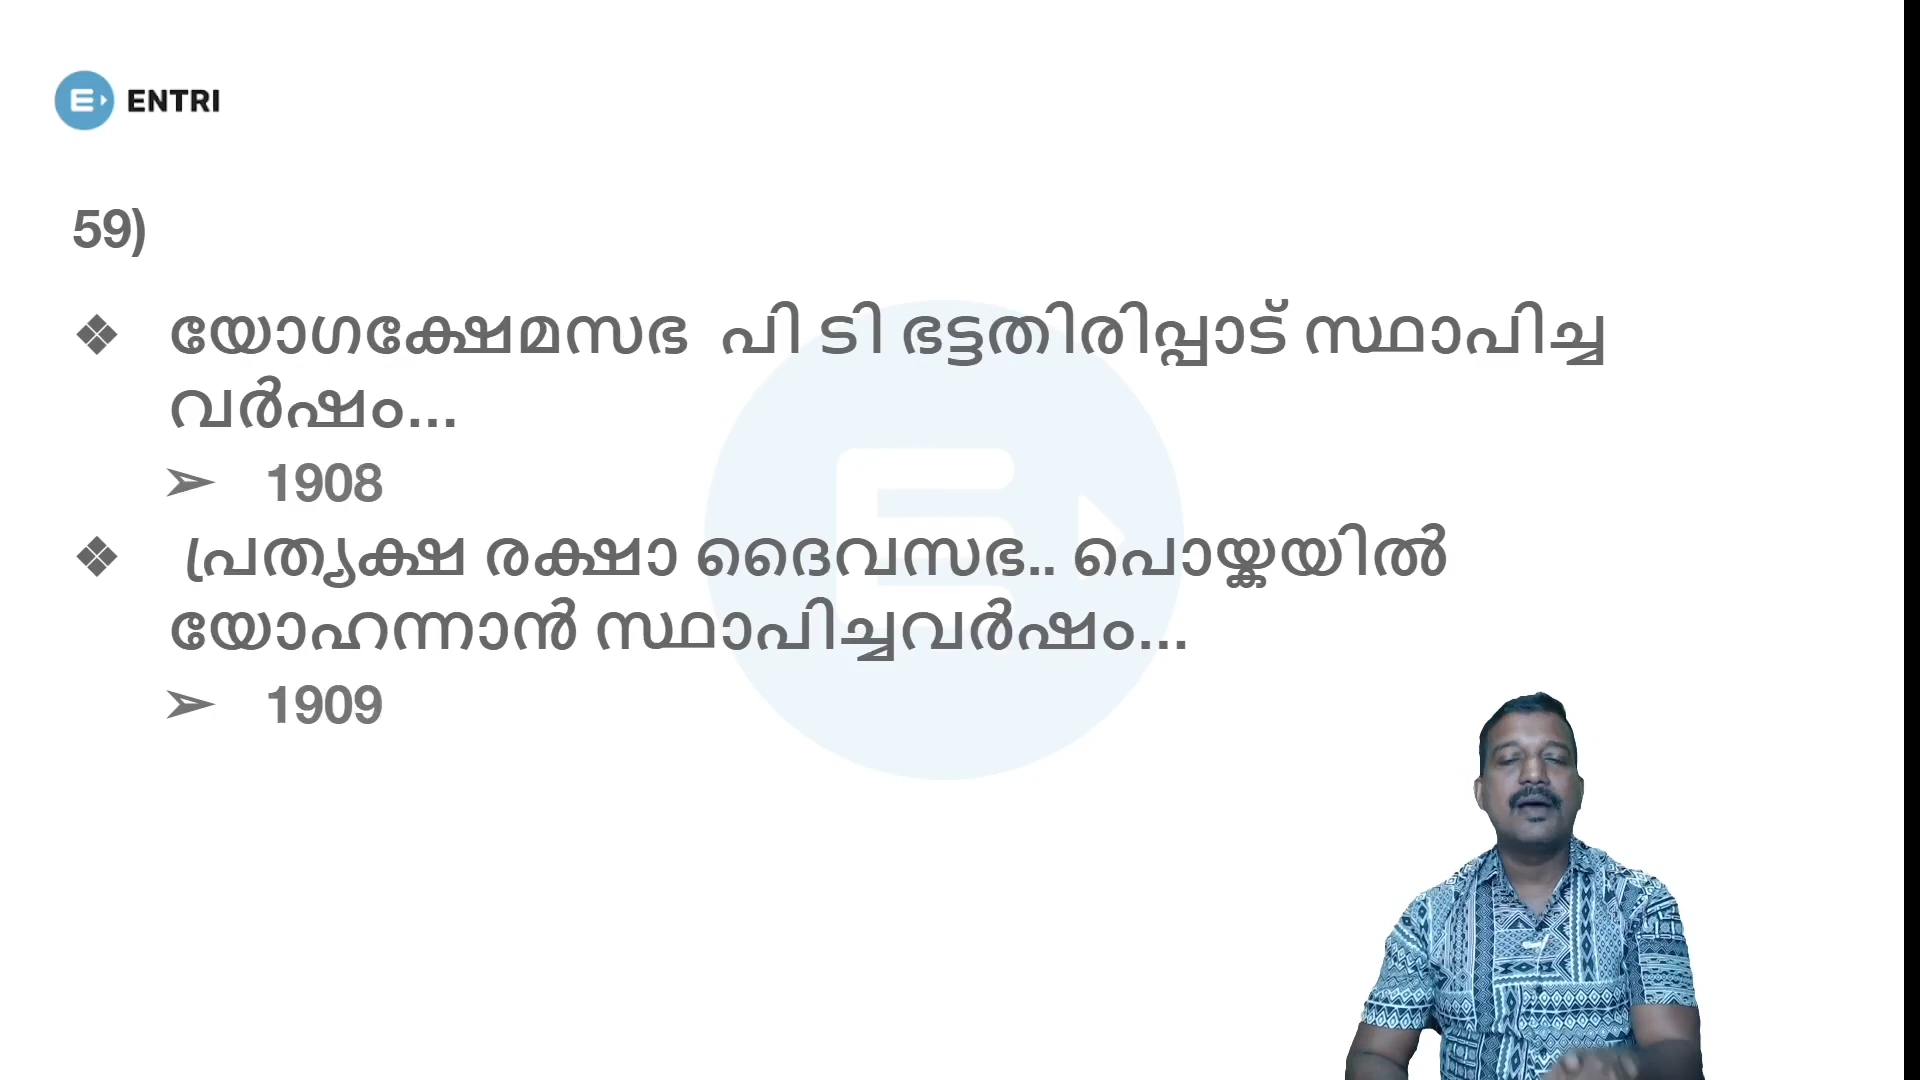 ENTRI
59)
❖ യോഗക്ഷേമസഭ പി ടി ഭട്ടതിരിപ്പാട് സ്ഥാപിച്ച
വർഷം...
➢ 1908
❖ പ്രത്യക്ഷ രക്ഷാ ദൈവസഭ.. പൊയ്കയിൽ
യോഹന്നാൻ സ്ഥാപിച്ചവർഷം...
➢ 1909